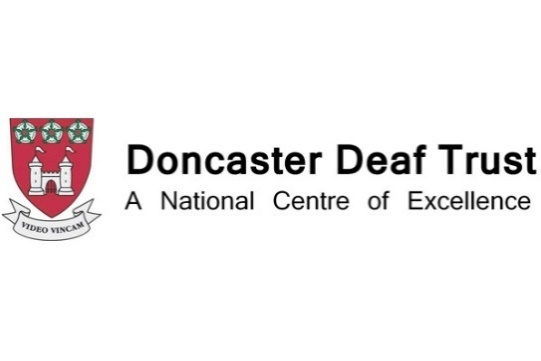 Doncaster Deaf Trust
A National Centre of Excellence
VIDEO VINCAM